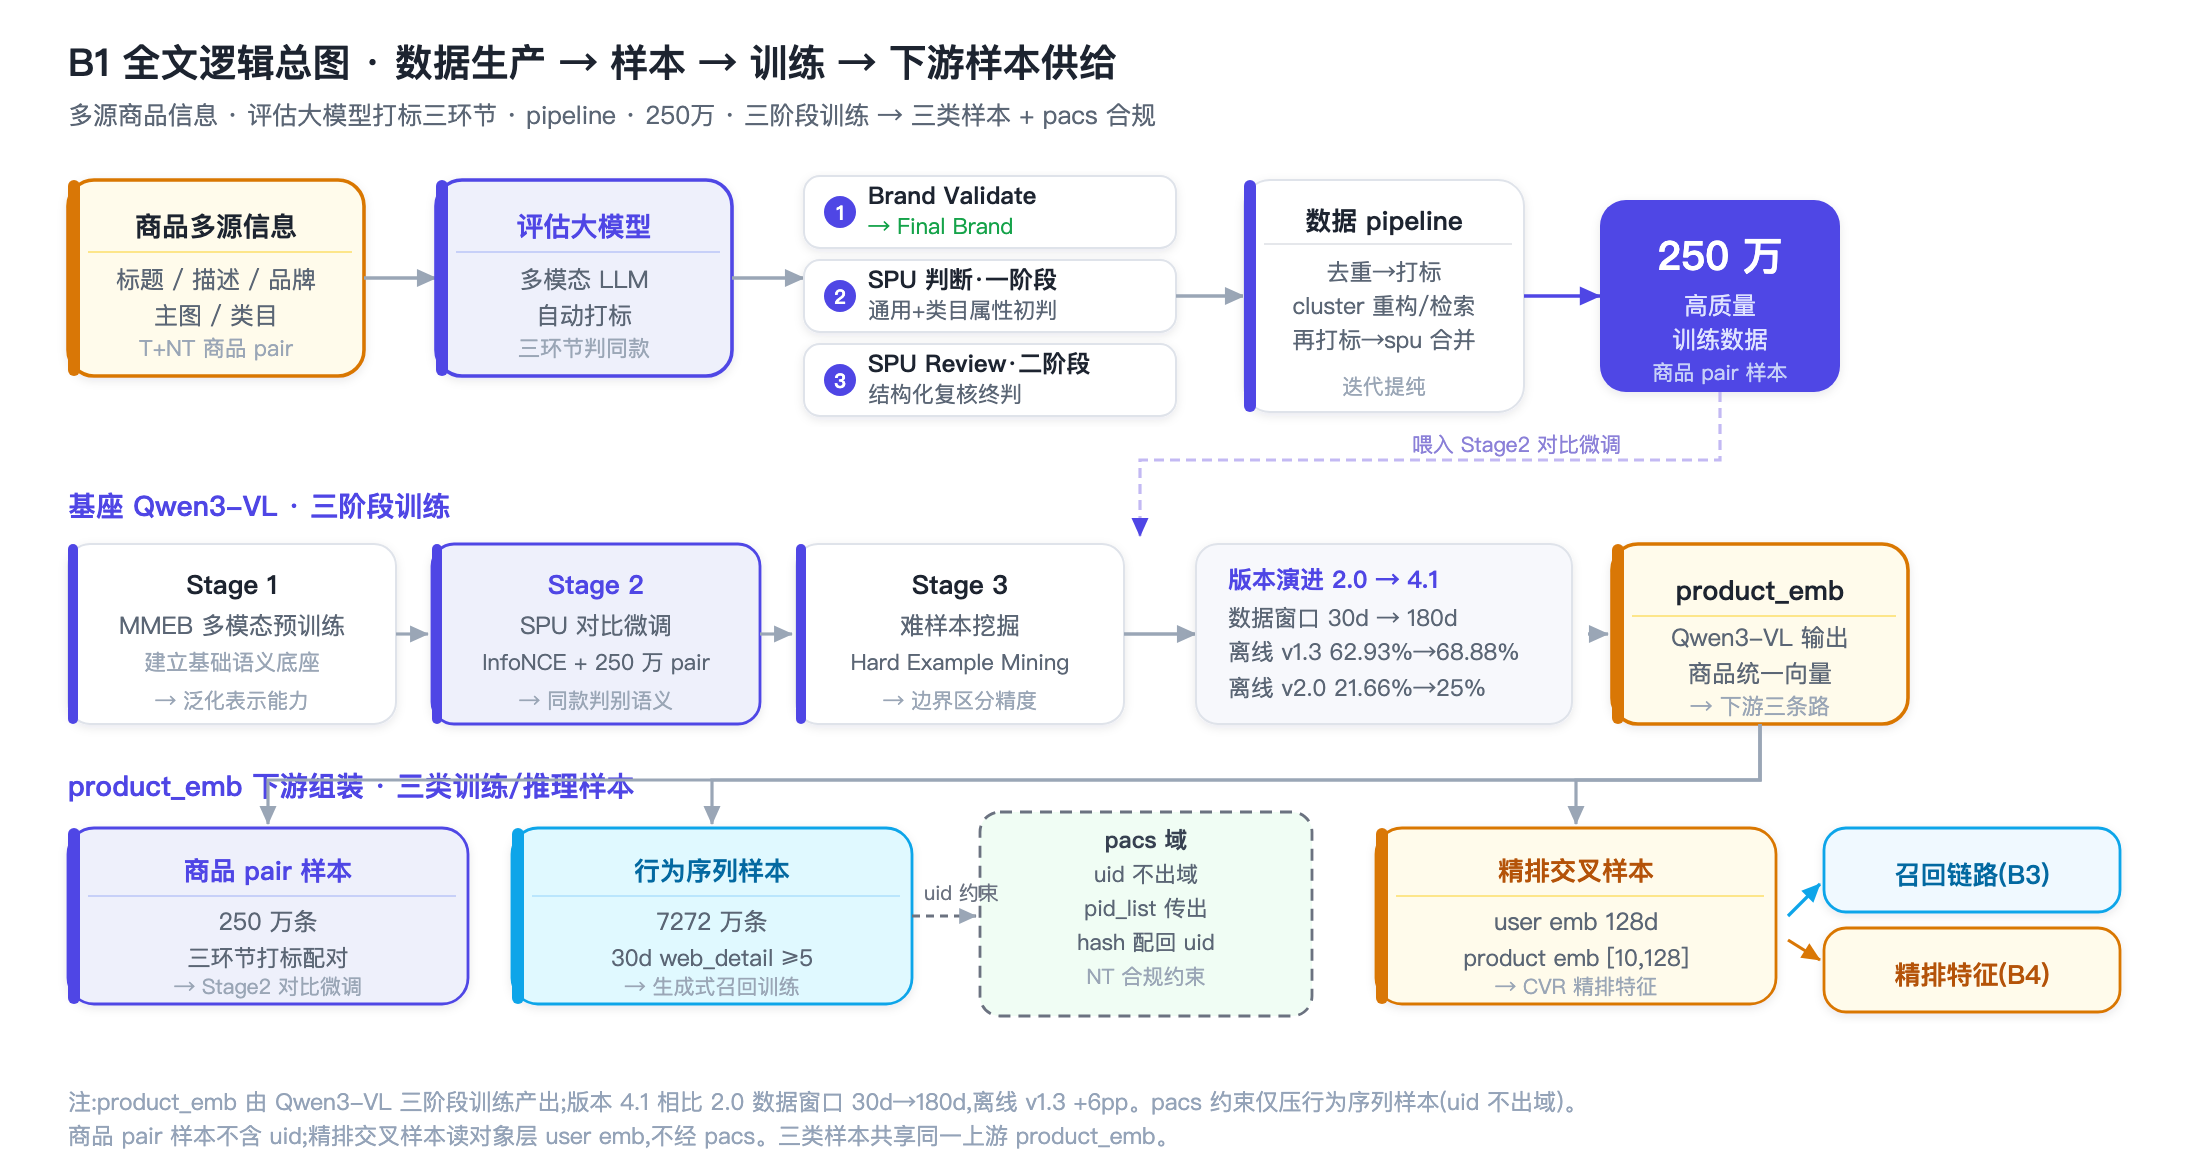 B1 全文逻辑总图 · 数据生产 → 样本 → 训练 → 下游样本供给
多源商品信息 · 评估大模型打标三环节 · pipeline · 250万 · 三阶段训练 → 三类样本 + pacs 合规
商品多源信息
标题 / 描述 / 品牌
主图 / 类目
T+NT 商品 pair
评估大模型
多模态 LLM
自动打标
三环节判同款
1
Brand Validate
→ Final Brand
2
SPU 判断·一阶段
通用+类目属性初判
3
SPU Review·二阶段
结构化复核终判
数据 pipeline
去重→打标
cluster 重构/检索
再打标→spu 合并
迭代提纯
250 万
高质量
训练数据
商品 pair 样本
喂入 Stage2 对比微调
基座 Qwen3-VL · 三阶段训练
Stage 1
MMEB 多模态预训练
建立基础语义底座
→ 泛化表示能力
Stage 2
SPU 对比微调
InfoNCE + 250 万 pair
→ 同款判别语义
Stage 3
难样本挖掘
Hard Example Mining
→ 边界区分精度
版本演进 2.0 → 4.1
数据窗口 30d → 180d
离线 v1.3 62.93%→68.88%
离线 v2.0 21.66%→25%
product_emb
Qwen3-VL 输出
商品统一向量
→ 下游三条路
product_emb 下游组装 · 三类训练/推理样本
商品 pair 样本
250 万条
三环节打标配对
→ Stage2 对比微调
行为序列样本
7272 万条
30d web_detail ≥5
→ 生成式召回训练
uid 约束
pacs 域
uid 不出域
pid_list 传出
hash 配回 uid
NT 合规约束
精排交叉样本
user emb 128d
product emb [10,128]
→ CVR 精排特征
召回链路(B3)
精排特征(B4)
注:product_emb 由 Qwen3-VL 三阶段训练产出;版本 4.1 相比 2.0 数据窗口 30d→180d,离线 v1.3 +6pp。pacs 约束仅压行为序列样本(uid 不出域)。
商品 pair 样本不含 uid;精排交叉样本读对象层 user emb,不经 pacs。三类样本共享同一上游 product_emb。